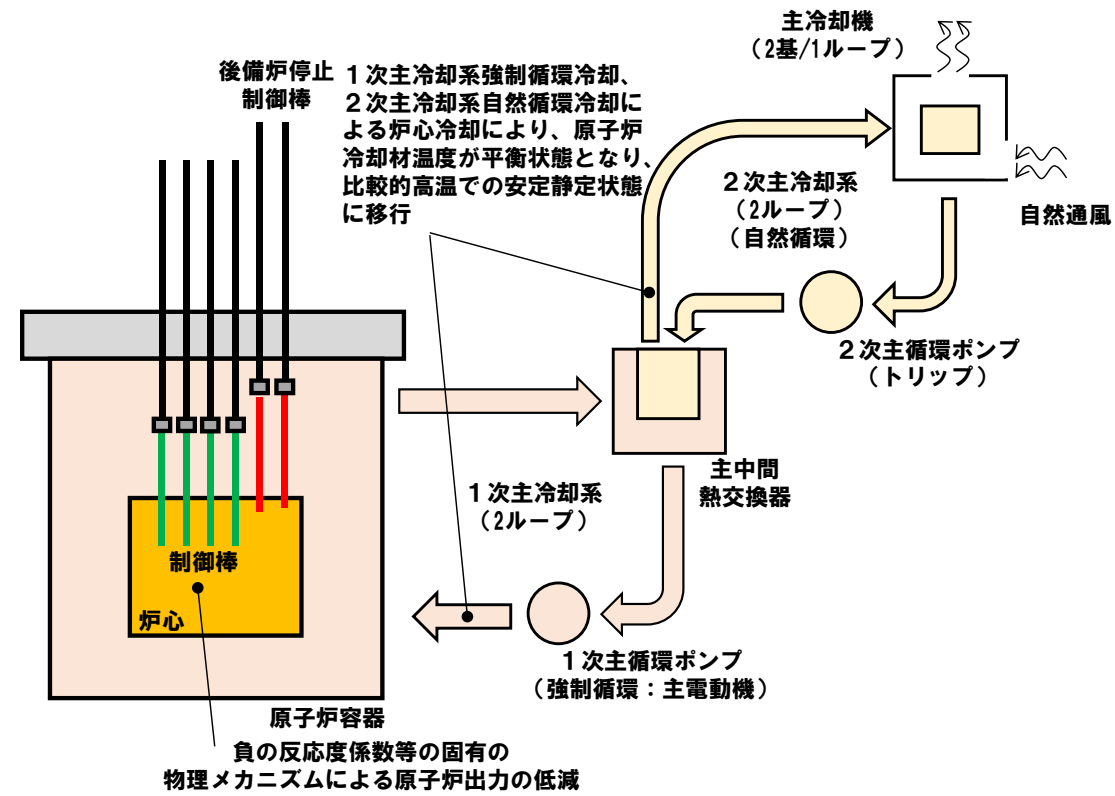 主冷却機
（2基/1ループ）
後備炉停止
制御棒
１次主冷却系強制循環冷却、
２次主冷却系自然循環冷却に
よる炉心冷却により、原子炉
冷却材温度が平衡状態となり、
比較的高温での安定静定状態
に移行
２次主冷却系
（2ループ）
（自然循環）
自然通風
２次主循環ポンプ
（トリップ）
主中間
熱交換器
１次主冷却系
（2ループ）
制御棒
炉心
１次主循環ポンプ
（強制循環：主電動機）
原子炉容器
負の反応度係数等の固有の
物理メカニズムによる原子炉出力の低減